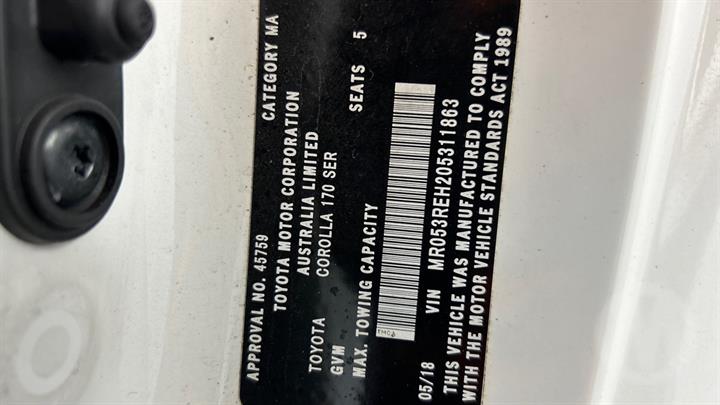 APPROVAL NO. 45759 CATEGORY MA
TOYOTA MOTOR CORPORATION
AUSTRALIA LIMITED
TOYOTA COROLLA 170 SER
GVM
MAX. TOWING CAPACITY SEATS 5
05/18 VIN MR053REH205311863
THIS VEHICLE WAS MANUFACTURED TO COMPLY
WITH THE MOTOR VEHICLE STANDARDS ACT 1989